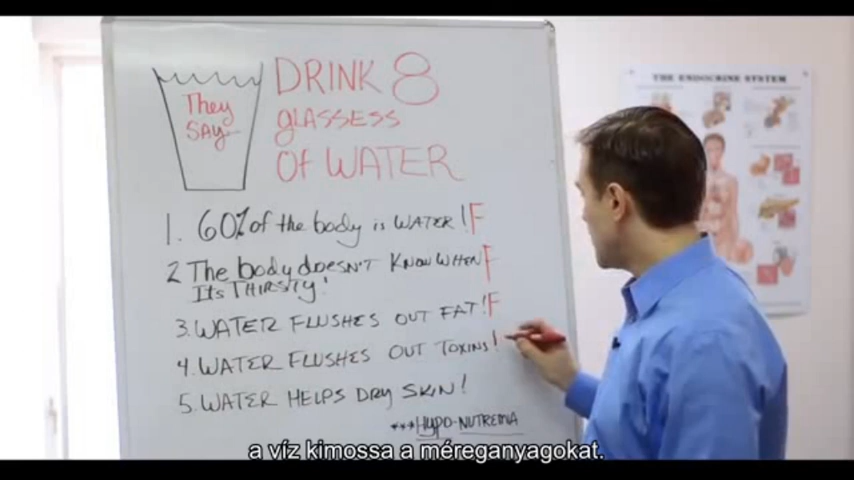 They
SAY
DRINK 8
glassess
Of WATER
1. 60% of the body is WATER! F
2 The body doesn't KNOW WHEN F
ITS THIRSTY!
3. WATER FLUSHES OUT FAT! F
4. WATER FLUSHES OUT TOXINS!
5. WATER HELPS DRY SKIN!
***HYPO-NUTREMIA
THE ENDOCRINE SYSTEM
a víz kimossa a méreganyagokat.